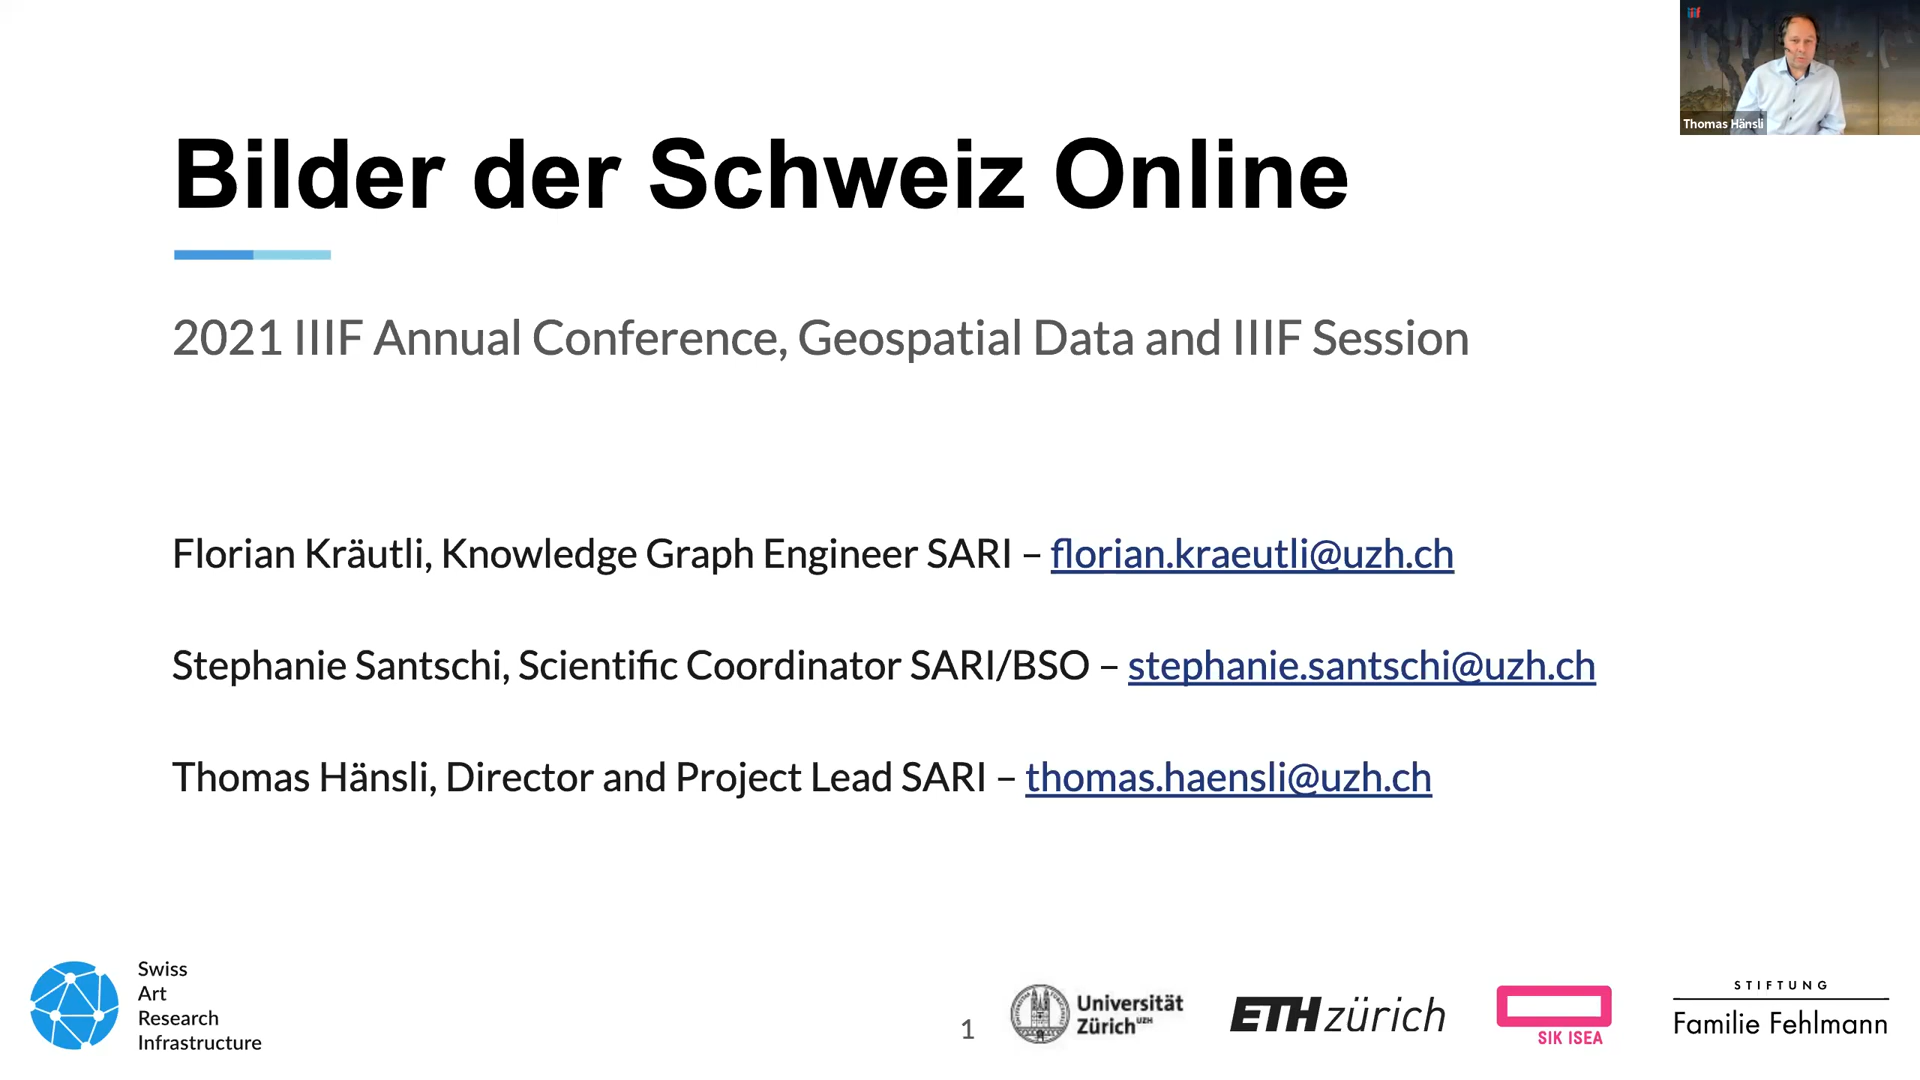 iiif
Thomas Hänsli
Bilder der Schweiz Online
2021 IIIF Annual Conference, Geospatial Data and IIIF Session
Florian Kräutli, Knowledge Graph Engineer SARI – florian.kraeutli@uzh.ch
Stephanie Santschi, Scientific Coordinator SARI/BSO – stephanie.santschi@uzh.ch
Thomas Hänsli, Director and Project Lead SARI – thomas.haensli@uzh.ch
Swiss
Art
Research
Infrastructure
1
Universität
Zürich UZH
ETH zürich
SIK ISEA
STIFTUNG
Familie Fehlmann